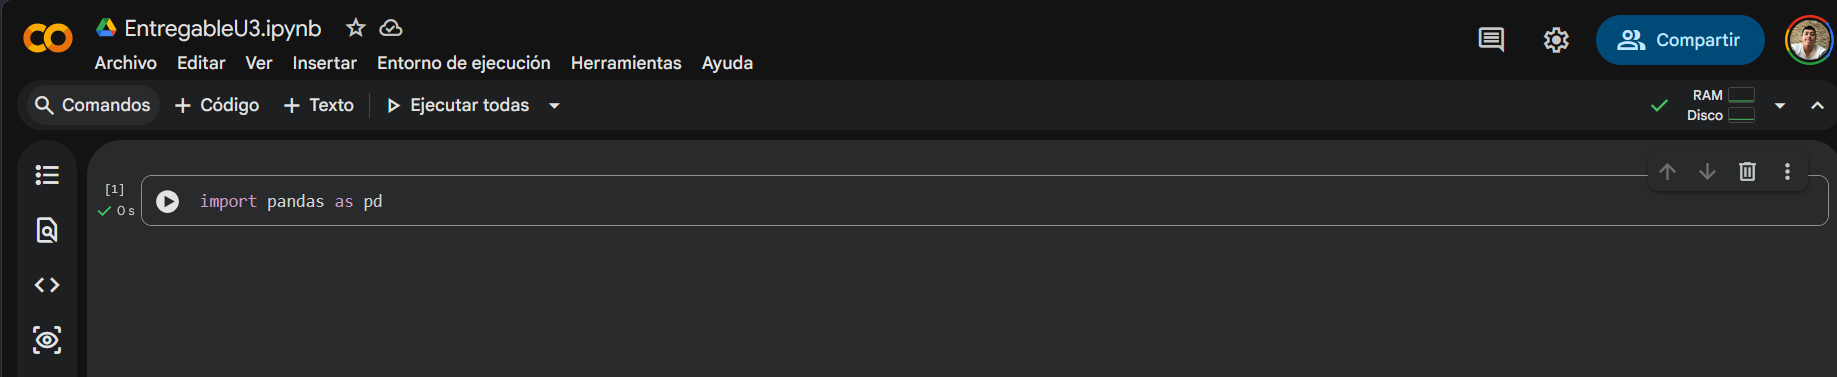 EntregableU3.ipynb
Archivo Editar Ver Insertar Entorno de ejecución Herramientas Ayuda
Compartir
Comandos + Código + Texto Ejecutar todas
RAM
Disco
[1]
0 s
import pandas as pd